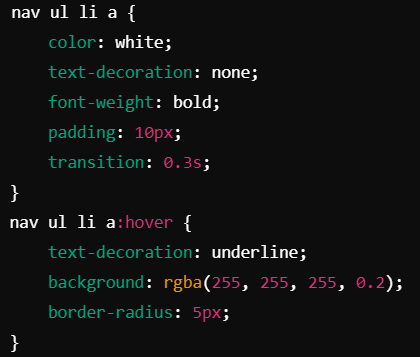 nav ul li a {
    color: white;
    text-decoration: none;
    font-weight: bold;
    padding: 10px;
    transition: 0.3s;
}
nav ul li a:hover {
    text-decoration: underline;
    background: rgba(255, 255, 255, 0.2);
    border-radius: 5px;
}